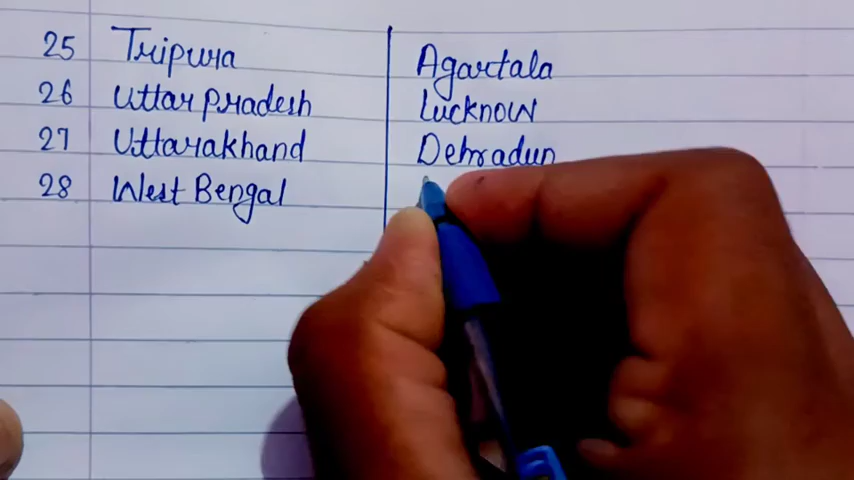 25 Tripura Agartala
26 Uttar pradesh Lucknow
27 Uttarakhand Dehradun
28 West Bengal